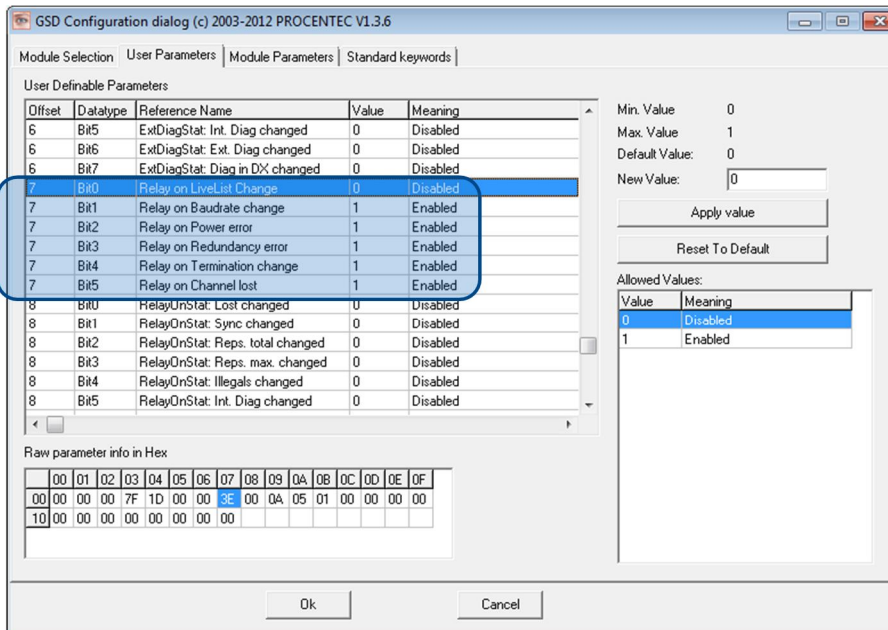 GSD Configuration dialog (c) 2003-2012 PROCENTEC V1.3.6
Module Selection User Parameters Module Parameters Standard keywords
User Definable Parameters
Offset Datatype Reference Name Value Meaning
6 Bit5 ExtDiagStat: Int. Diag changed 0 Disabled
6 Bit6 ExtDiagStat: Ext. Diag changed 0 Disabled
6 Bit7 ExtDiagStat: Diag in DX changed 0 Disabled
7 Bit0 Relay on LiveList Change 0 Disabled
7 Bit1 Relay on Baudrate change 1 Enabled
7 Bit2 Relay on Power error 1 Enabled
7 Bit3 Relay on Redundancy error 1 Enabled
7 Bit4 Relay on Termination change 1 Enabled
7 Bit5 Relay on Channel lost 1 Enabled
8 Bit0 RelayOnStat: Lost changed 0 Disabled
8 Bit1 RelayOnStat: Sync changed 0 Disabled
8 Bit2 RelayOnStat: Reps. total changed 0 Disabled
8 Bit3 RelayOnStat: Reps. max. changed 0 Disabled
8 Bit4 RelayOnStat: Illegals changed 0 Disabled
8 Bit5 RelayOnStat: Int. Diag changed 0 Disabled
Min. Value 0
Max. Value 1
Default Value: 0
New Value: 0
Apply value
Reset To Default
Allowed Values:
Value Meaning
0 Disabled
1 Enabled
Raw parameter info in Hex
00 01 02 03 04 05 06 07 08 09 0A 0B 0C 0D 0E 0F
00 00 00 00 7F 1D 00 00 3E 00 0A 05 01 00 00 00 00
10 00 00 00 00 00 00 00 00
Ok Cancel